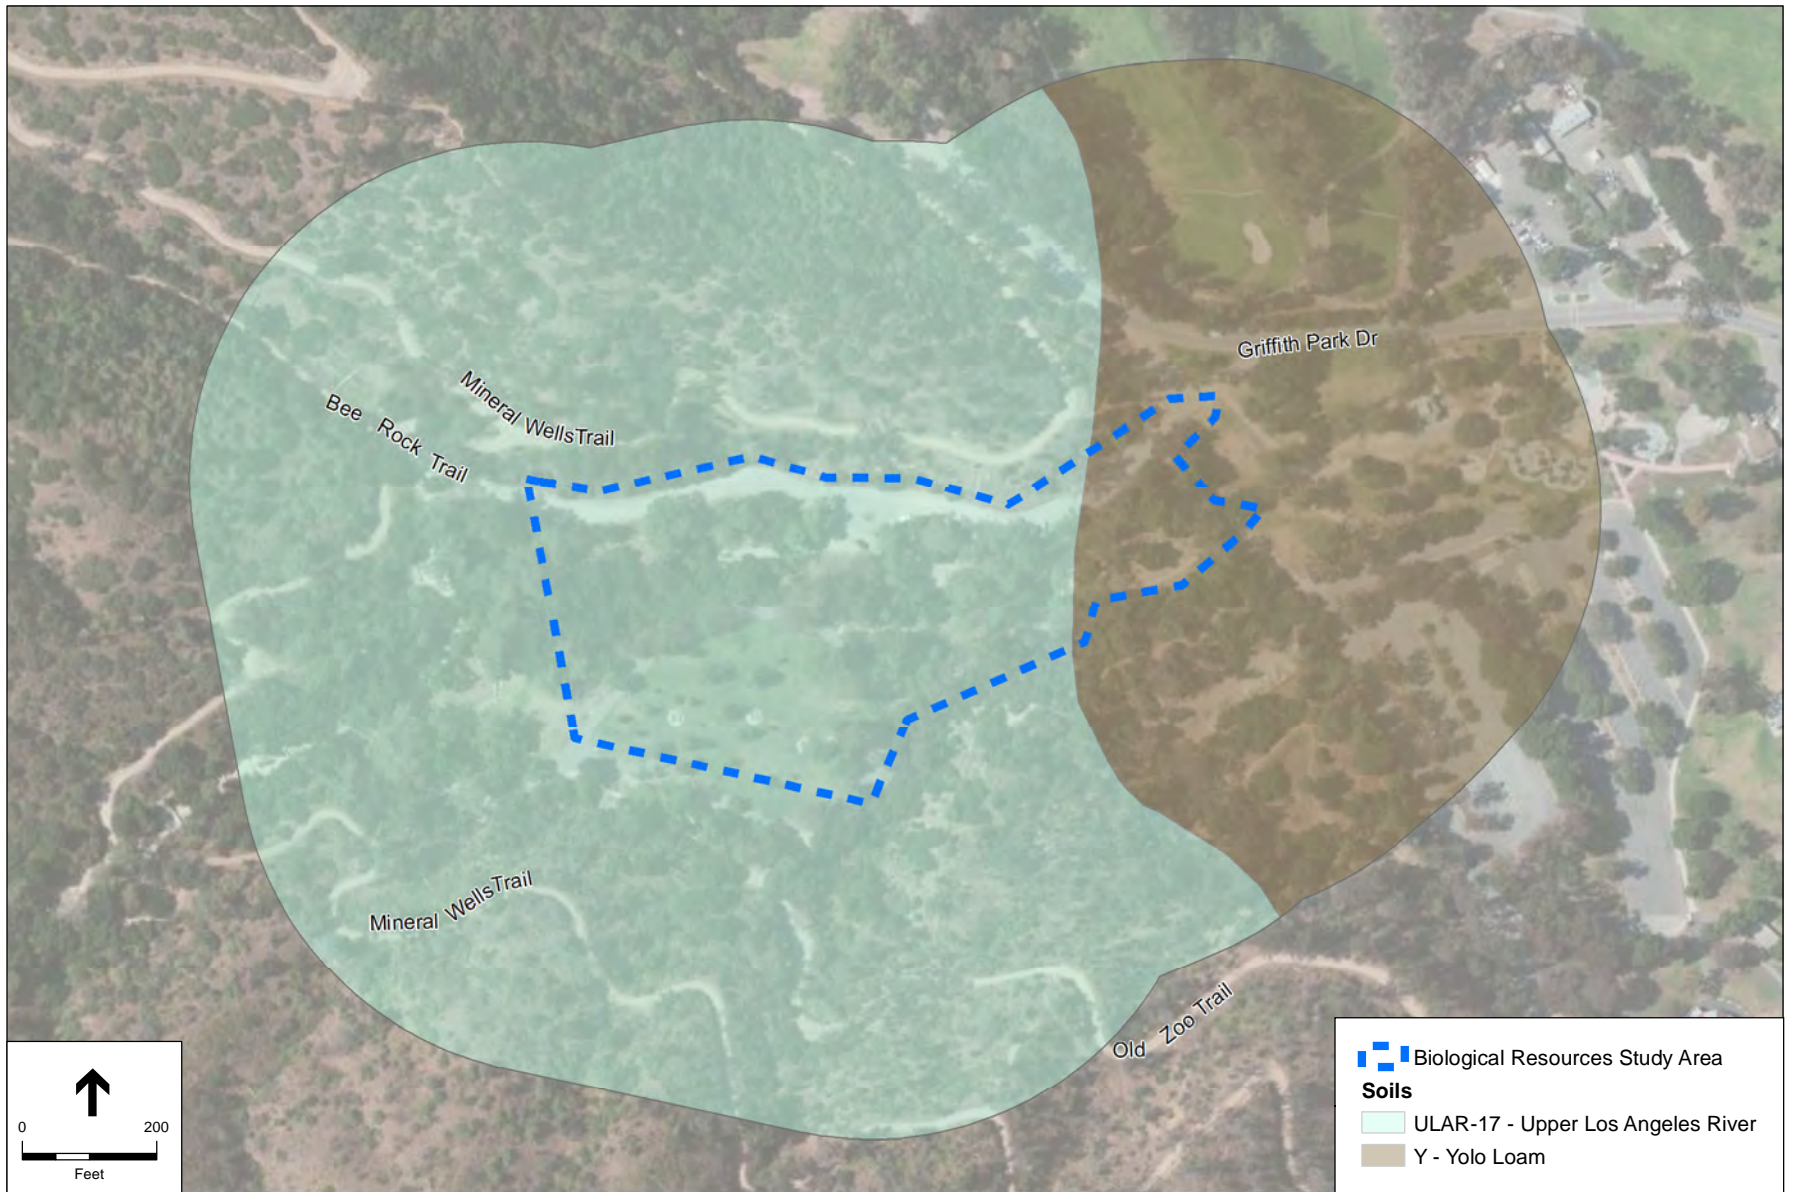 Griffith Park Dr
Mineral WellsTrail
Bee Rock Trail
Mineral WellsTrail
Old Zoo Trail
0 200
Feet
Biological Resources Study Area
Soils
ULAR-17 - Upper Los Angeles River
Y - Yolo Loam